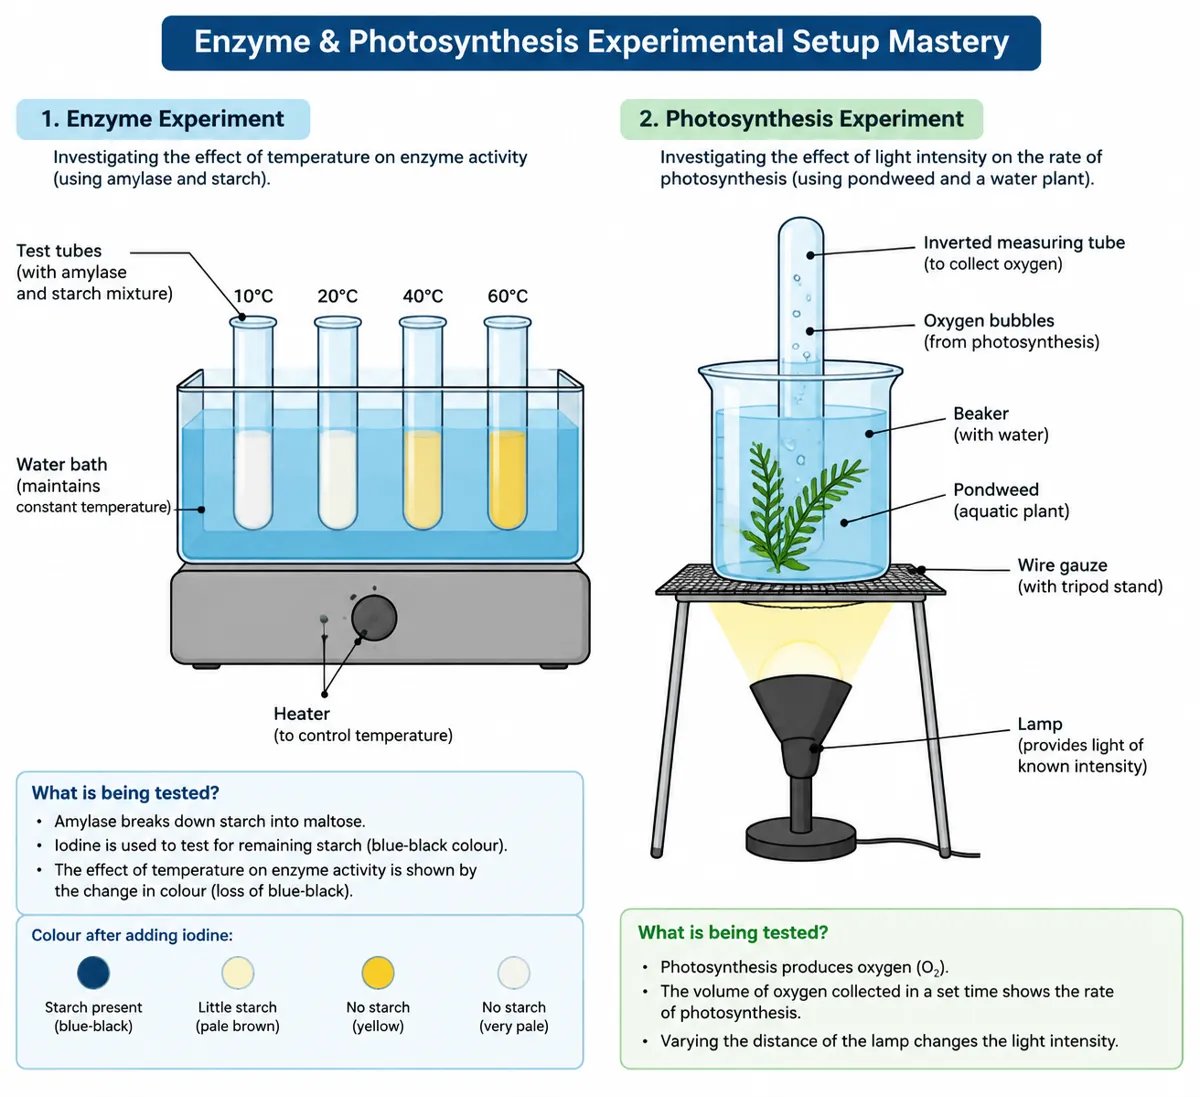 Enzyme & Photosynthesis Experimental Setup Mastery
1. Enzyme Experiment
Investigating the effect of temperature on enzyme activity
(using amylase and starch).
Test tubes
(with amylase
and starch mixture)
10°C
20°C
40°C
60°C
Water bath
(maintains
constant temperature)
Heater
(to control temperature)
What is being tested?
• Amylase breaks down starch into maltose.
• Iodine is used to test for remaining starch (blue-black colour).
• The effect of temperature on enzyme activity is shown by
the change in colour (loss of blue-black).
Colour after adding iodine:
Starch present
(blue-black)
Little starch
(pale brown)
No starch
(yellow)
No starch
(very pale)
2. Photosynthesis Experiment
Investigating the effect of light intensity on the rate of
photosynthesis (using pondweed and a water plant).
Inverted measuring tube
(to collect oxygen)
Oxygen bubbles
(from photosynthesis)
Beaker
(with water)
Pondweed
(aquatic plant)
Wire gauze
(with tripod stand)
Lamp
(provides light of
known intensity)
What is being tested?
• Photosynthesis produces oxygen (O₂).
• The volume of oxygen collected in a set time shows the rate
of photosynthesis.
• Varying the distance of the lamp changes the light intensity.